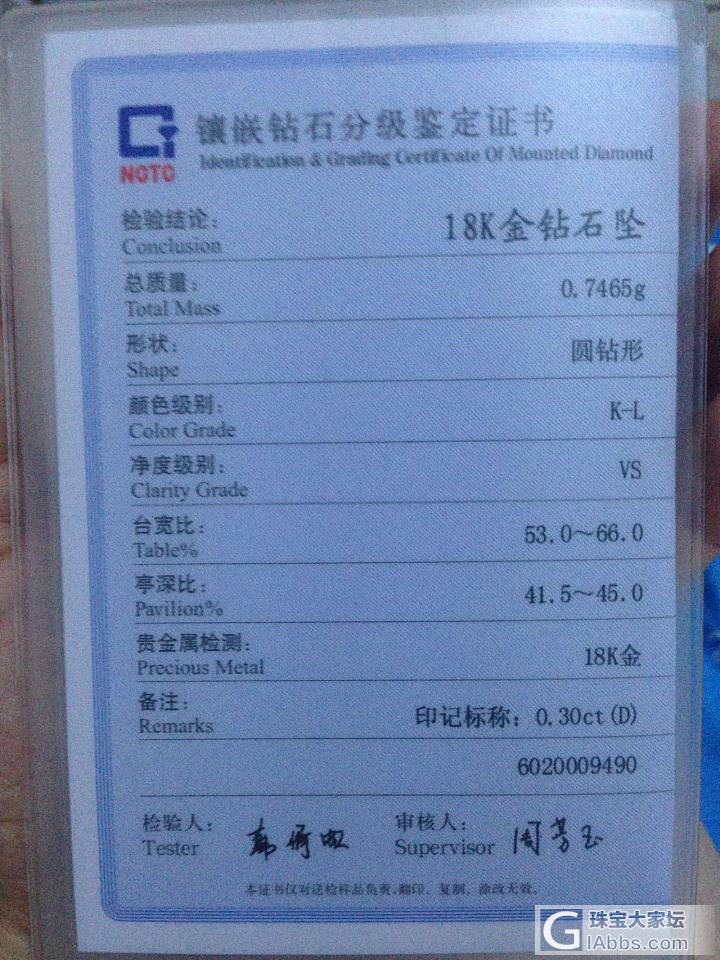 NGTC
镶嵌钻石分级鉴定证书
Identification & Grading Certificate Of Mounted Diamond
检验结论: 18K金钻石坠
Conclusion
总质量: 0.7465g
Total Mass
形状: 圆钻形
Shape
颜色级别: K-L
Color Grade
净度级别: VS
Clarity Grade
台宽比: 53.0～66.0
Table%
亭深比: 41.5～45.0
Pavilion%
贵金属检测: 18K金
Precious Metal
备注: 印记标称: 0.30ct(D)
Remarks
6020009490
检验人: 审核人:
Tester Supervisor 周芳玉
本证书仅对送检样品负责,翻印、复制、涂改无效。
G 珠宝大家坛
GIAbbs.com